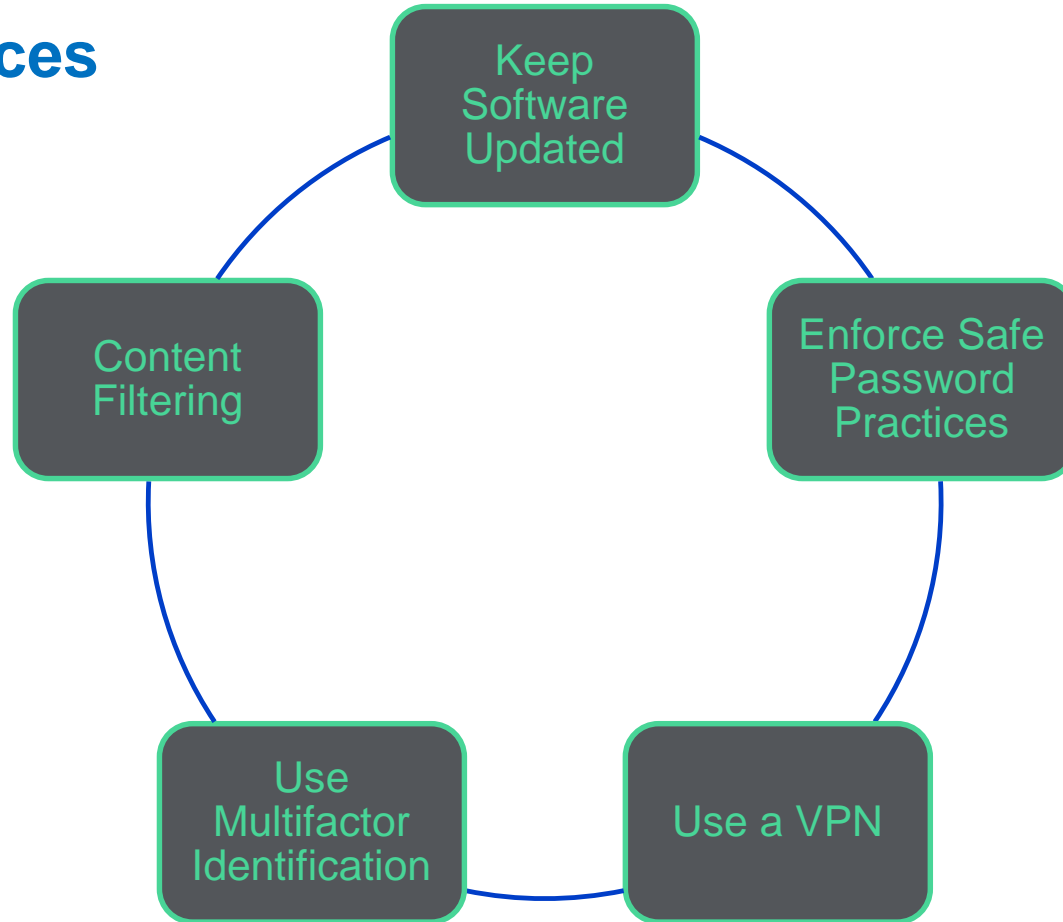 ces
Keep
Software
Updated
Enforce Safe
Password
Practices
Use a VPN
Use
Multifactor
Identification
Content
Filtering